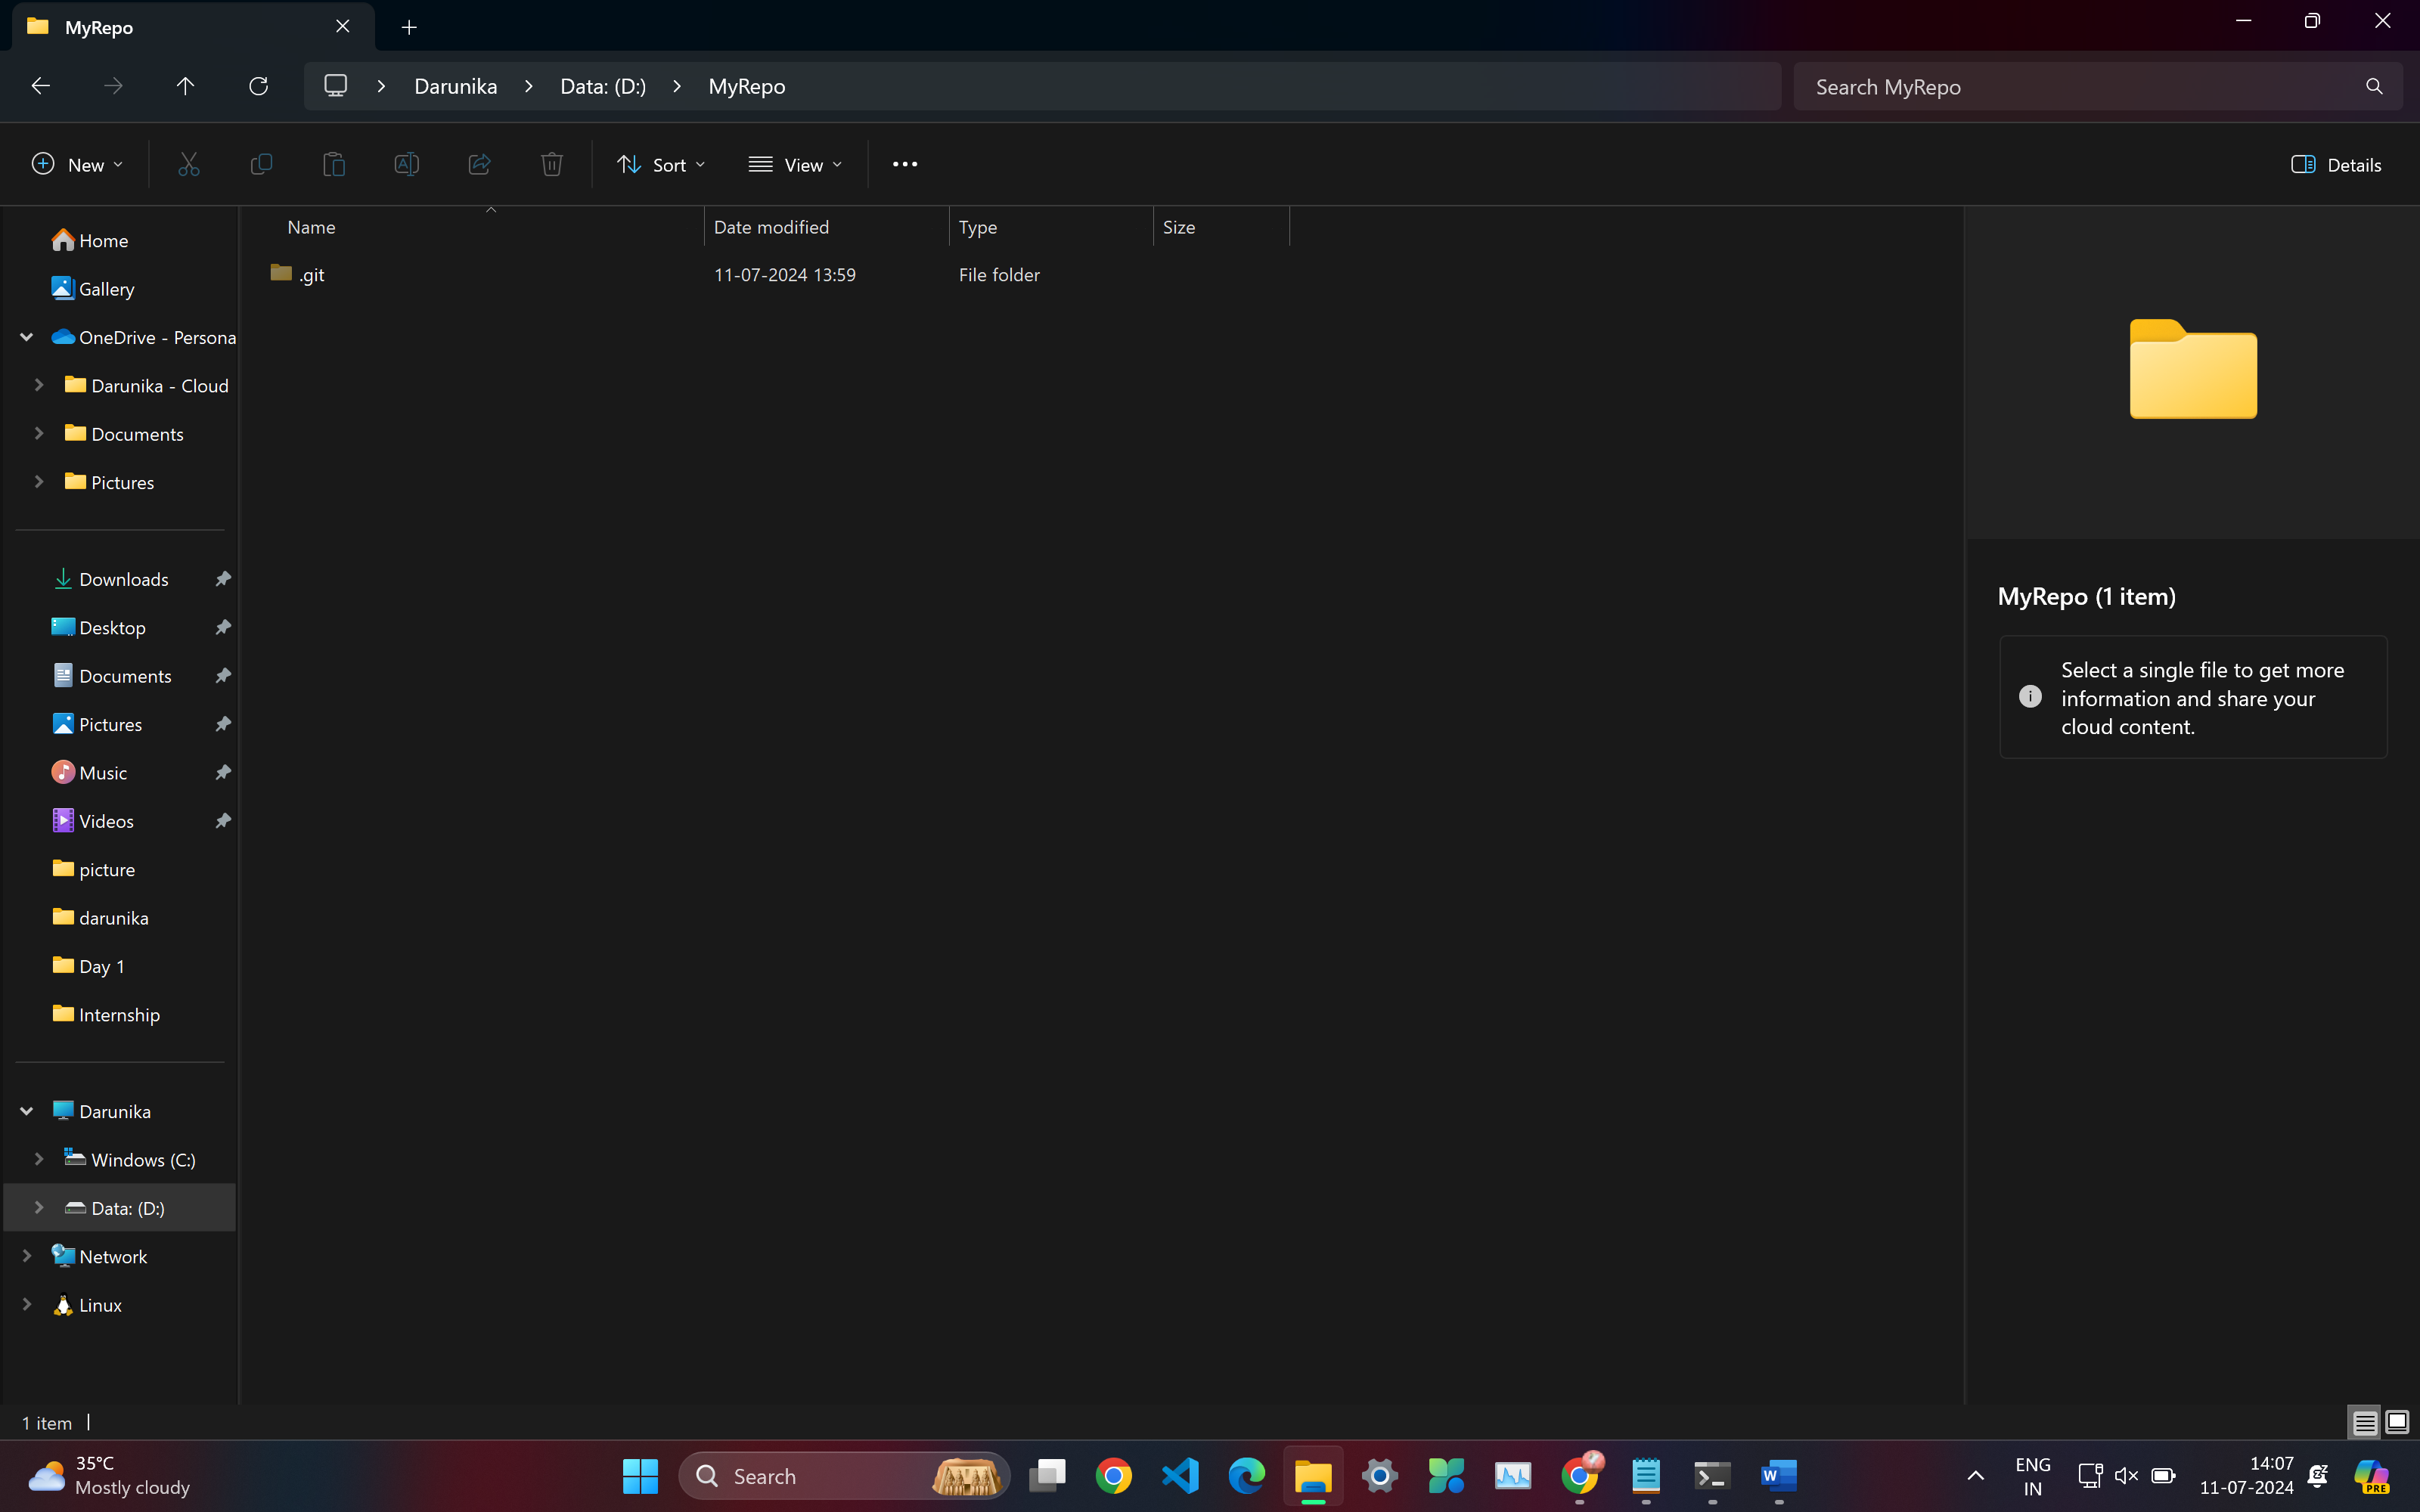 MyRepo
Darunika Data: (D:) MyRepo
Search MyRepo
New Sort View Details
Name Date modified Type Size
.git 11-07-2024 13:59 File folder
Home
Gallery
OneDrive - Persona
Darunika - Cloud
Documents
Pictures
Downloads
Desktop
Documents
Pictures
Music
Videos
picture
darunika
Day 1
Internship
Darunika
Windows (C:)
Data: (D:)
Network
Linux
MyRepo (1 item)
Select a single file to get more
information and share your
cloud content.
1 item
35°C
Mostly cloudy
Search
W
ENG
IN
14:07
11-07-2024
PRE